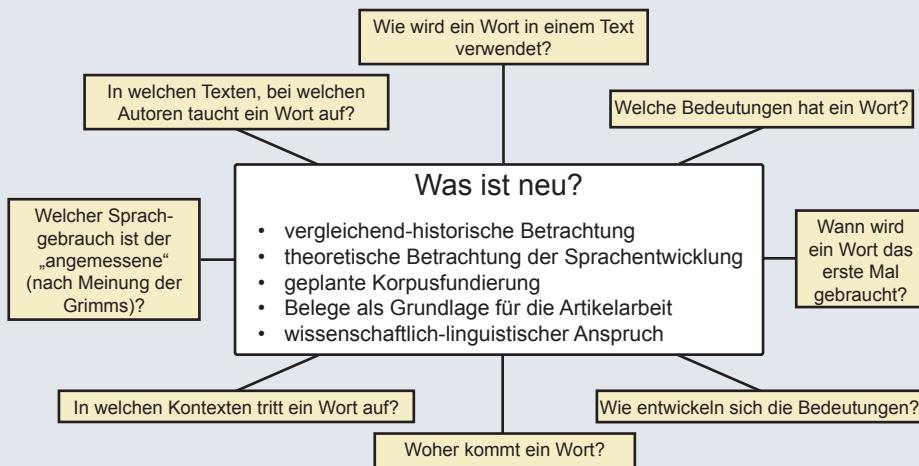 Wie wird ein Wort in einem Text
verwendet?
In welchen Texten, bei welchen
Autoren taucht ein Wort auf?
Welche Bedeutungen hat ein Wort?
Was ist neu?
• vergleichend-historische Betrachtung
• theoretische Betrachtung der Sprachentwicklung
• geplante Korpusfundierung
• Belege als Grundlage für die Artikelarbeit
• wissenschaftlich-linguistischer Anspruch
Welcher Sprach-
gebrauch ist der
„angemessene“
(nach Meinung der
Grimms)?
Wann wird
ein Wort das
erste Mal
gebraucht?
In welchen Kontexten tritt ein Wort auf?
Wie entwickeln sich die Bedeutungen?
Woher kommt ein Wort?